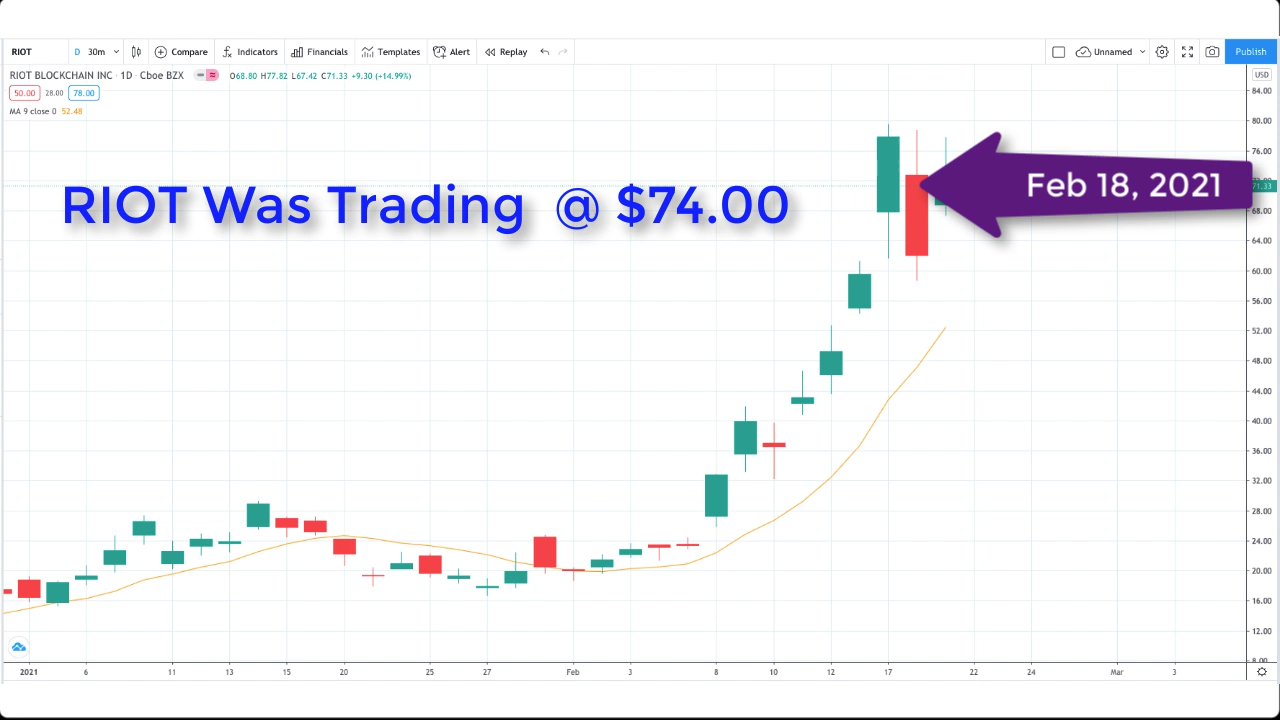 RIOT D 30m Compare Indicators Financials Templates Alert Replay Unnamed Publish
RIOT BLOCKCHAIN INC · 1D · Cboe BZX O68.80 H77.82 L67.42 C71.33 +9.30 (+14.99%) USD
50.00 28.00 78.00
MA 9 close 0 52.48
84.00
80.00
76.00
RIOT Was Trading @ $74.00
Feb 18, 2021
71.33
68.00
64.00
60.00
56.00
52.00
48.00
44.00
40.00
36.00
32.00
28.00
24.00
20.00
16.00
12.00
8.00
2021 6 11 13 15 20 25 27 Feb 3 8 10 12 17 22 24 Mar 3